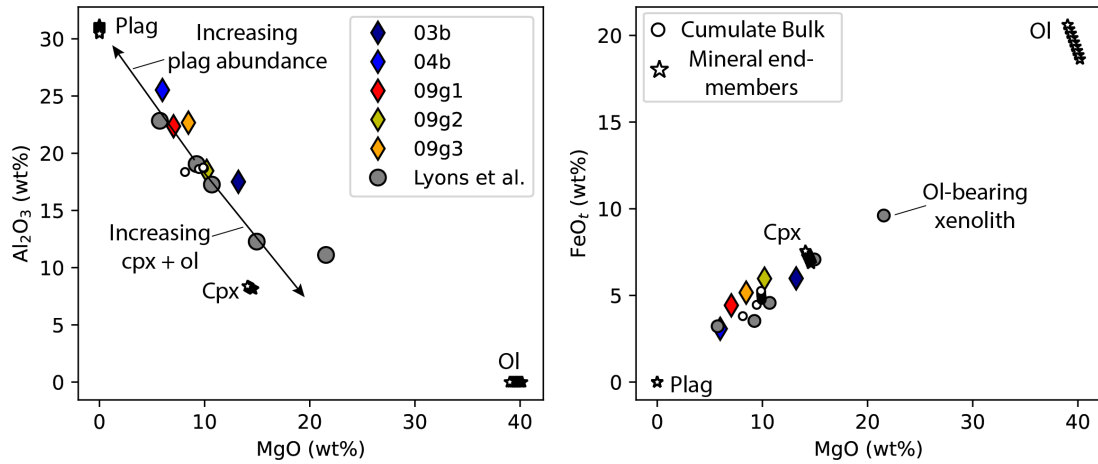 Plag
Increasing
plag abundance
Increasing
cpx + ol
Cpx
Ol
03b
04b
09g1
09g2
09g3
Lyons et al.
30
25
20
15
10
5
0
Al₂O₃ (wt%)
0 10 20 30 40
MgO (wt%)
Cumulate Bulk
Mineral end-
members
Ol
Ol-bearing
xenolith
Cpx
Plag
20
15
10
5
0
FeOₜ (wt%)
0 10 20 30 40
MgO (wt%)